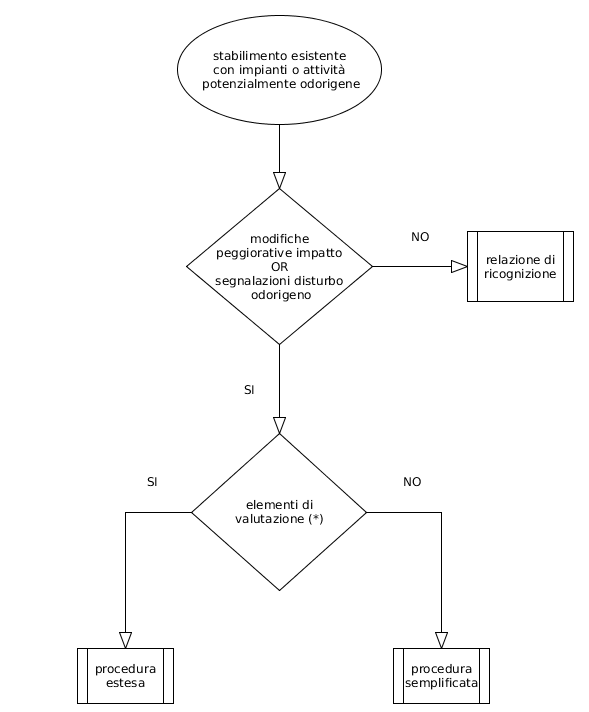 stabilimento esistente
con impianti o attività
potenzialmente odorigene
modifiche
peggiorative impatto
OR
segnalazioni disturbo
odorigeno
NO
relazione di
ricognizione
SI
elementi di
valutazione (*)
SI
NO
procedura
estesa
procedura
semplificata